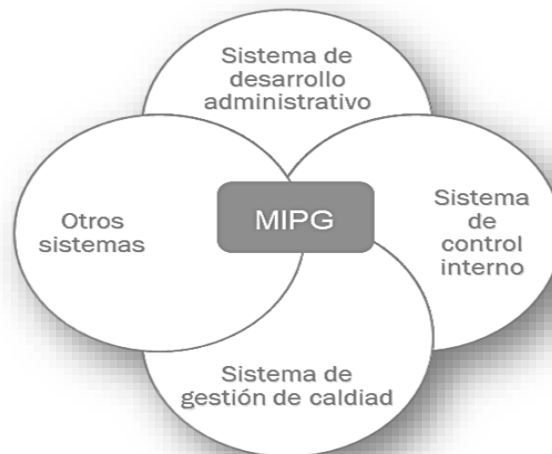 Sistema de
desarrollo
administrativo
Otros
sistemas
MIPG
Sistema
de
control
interno
Sistema de
gestión de caldiad